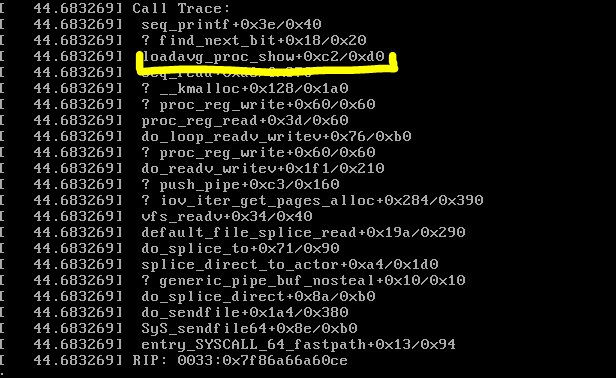 [   44.683269] Call Trace:
[   44.683269]  seq_printf+0x3e/0x40
[   44.683269]  ? find_next_bit+0x18/0x20
[   44.683269]  loadavg_proc_show+0xc2/0xd0
[   44.683269]
[   44.683269]  ? __kmalloc+0x128/0x1a0
[   44.683269]  ? proc_reg_write+0x60/0x60
[   44.683269]  proc_reg_read+0x3d/0x60
[   44.683269]  do_loop_readv_writev+0x76/0xb0
[   44.683269]  ? proc_reg_write+0x60/0x60
[   44.683269]  do_readv_writev+0x1f1/0x210
[   44.683269]  ? push_pipe+0xc3/0x160
[   44.683269]  ? iov_iter_get_pages_alloc+0x284/0x390
[   44.683269]  vfs_readv+0x34/0x40
[   44.683269]  default_file_splice_read+0x19a/0x290
[   44.683269]  do_splice_to+0x71/0x90
[   44.683269]  splice_direct_to_actor+0xa4/0x1d0
[   44.683269]  ? generic_pipe_buf_nosteal+0x10/0x10
[   44.683269]  do_splice_direct+0x8a/0xb0
[   44.683269]  do_sendfile+0x1a4/0x380
[   44.683269]  SyS_sendfile64+0x8e/0xb0
[   44.683269]  entry_SYSCALL_64_fastpath+0x13/0x94
[   44.683269] RIP: 0033:0x7f86a66a60ce